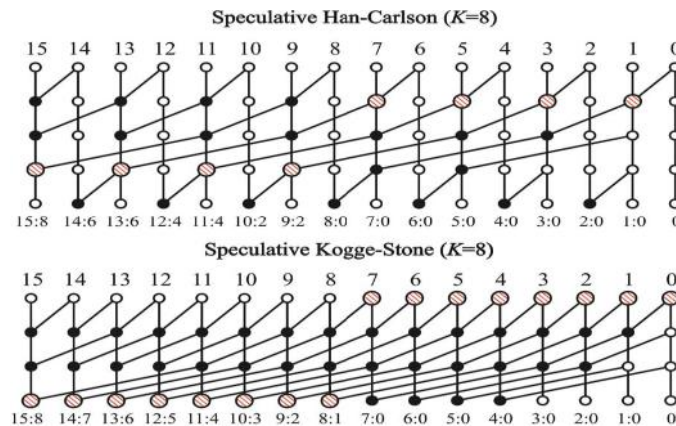 Speculative Han-Carlson (K=8)
15 14 13 12 11 10 9 8 7 6 5 4 3 2 1 0
15:8 14:6 13:6 12:4 11:4 10:2 9:2 8:0 7:0 6:0 5:0 4:0 3:0 2:0 1:0 0
Speculative Kogge-Stone (K=8)
15 14 13 12 11 10 9 8 7 6 5 4 3 2 1 0
15:8 14:7 13:6 12:5 11:4 10:3 9:2 8:1 7:0 6:0 5:0 4:0 3:0 2:0 1:0 0